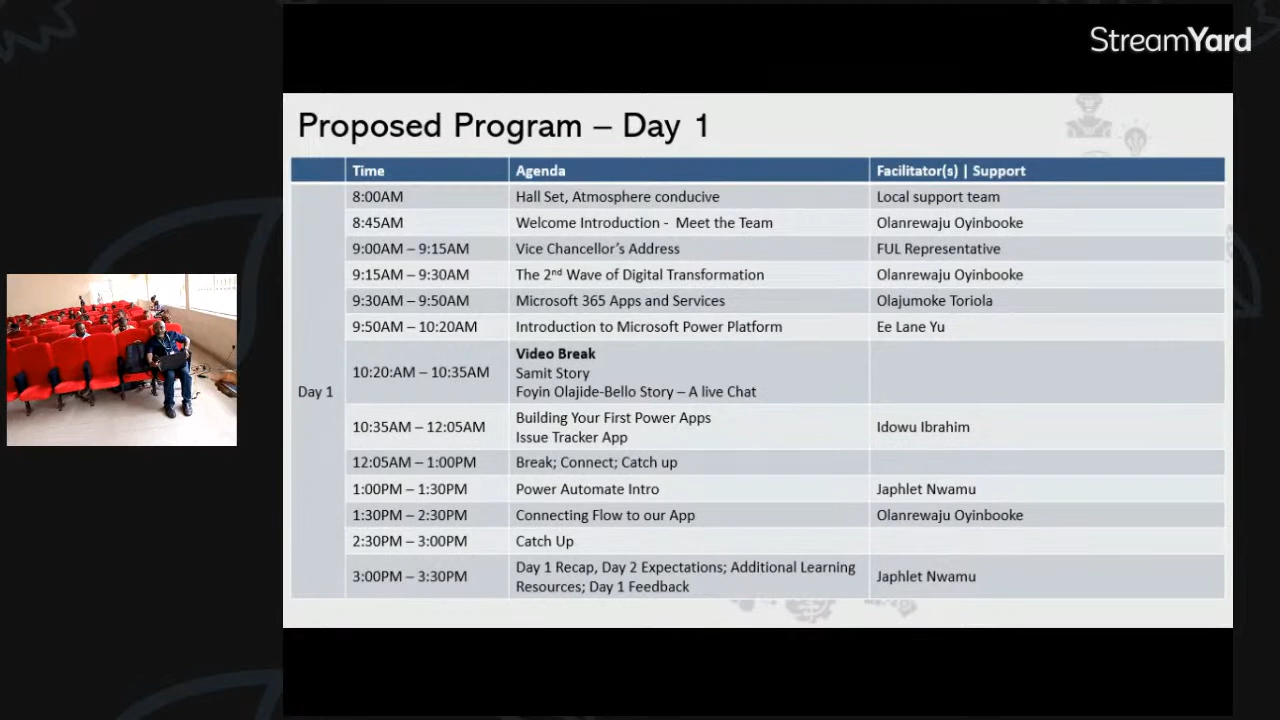 StreamYard
Proposed Program – Day 1
Time Agenda Facilitator(s) | Support
Day 1
8:00AM Hall Set, Atmosphere conducive Local support team
8:45AM Welcome Introduction - Meet the Team Olanrewaju Oyinbooke
9:00AM – 9:15AM Vice Chancellor's Address FUL Representative
9:15AM – 9:30AM The 2nd Wave of Digital Transformation Olanrewaju Oyinbooke
9:30AM – 9:50AM Microsoft 365 Apps and Services Olajumoke Toriola
9:50AM – 10:20AM Introduction to Microsoft Power Platform Ee Lane Yu
10:20:AM – 10:35AM Video Break
Samit Story
Foyin Olajide-Bello Story – A live Chat
10:35AM – 12:05AM Building Your First Power Apps Idowu Ibrahim
Issue Tracker App
12:05AM – 1:00PM Break; Connect; Catch up
1:00PM – 1:30PM Power Automate Intro Japhlet Nwamu
1:30PM – 2:30PM Connecting Flow to our App Olanrewaju Oyinbooke
2:30PM – 3:00PM Catch Up
3:00PM – 3:30PM Day 1 Recap, Day 2 Expectations; Additional Learning Japhlet Nwamu
Resources; Day 1 Feedback